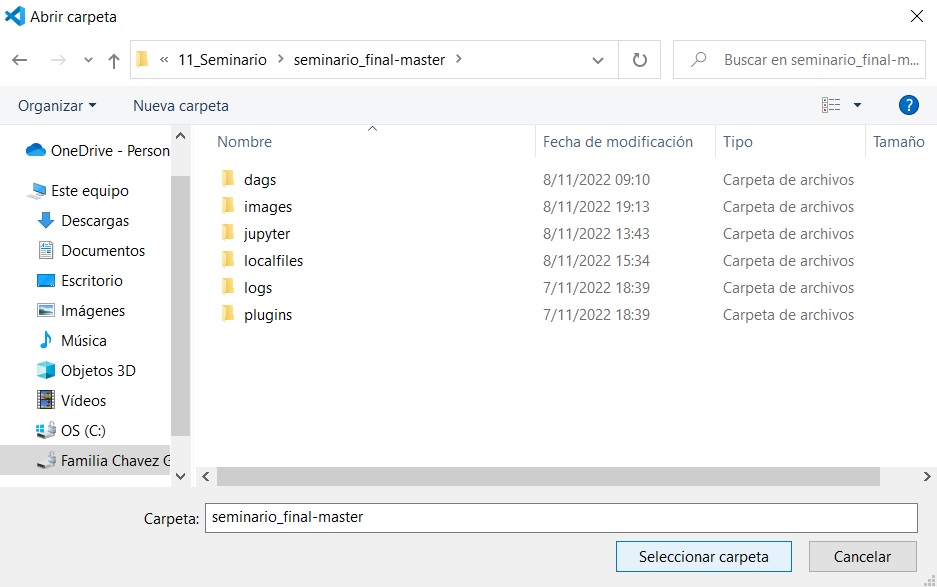 Abrir carpeta
« 11_Seminario > seminario_final-master >
Buscar en seminario_final-m...
Organizar Nueva carpeta ?
Nombre Fecha de modificación Tipo Tamaño
OneDrive - Person
Este equipo
Descargas
Documentos
Escritorio
Imágenes
Música
Objetos 3D
Vídeos
OS (C:)
Familia Chavez G
dags 8/11/2022 09:10 Carpeta de archivos
images 8/11/2022 19:13 Carpeta de archivos
jupyter 8/11/2022 13:43 Carpeta de archivos
localfiles 8/11/2022 15:34 Carpeta de archivos
logs 7/11/2022 18:39 Carpeta de archivos
plugins 7/11/2022 18:39 Carpeta de archivos
Carpeta: seminario_final-master
Seleccionar carpeta Cancelar